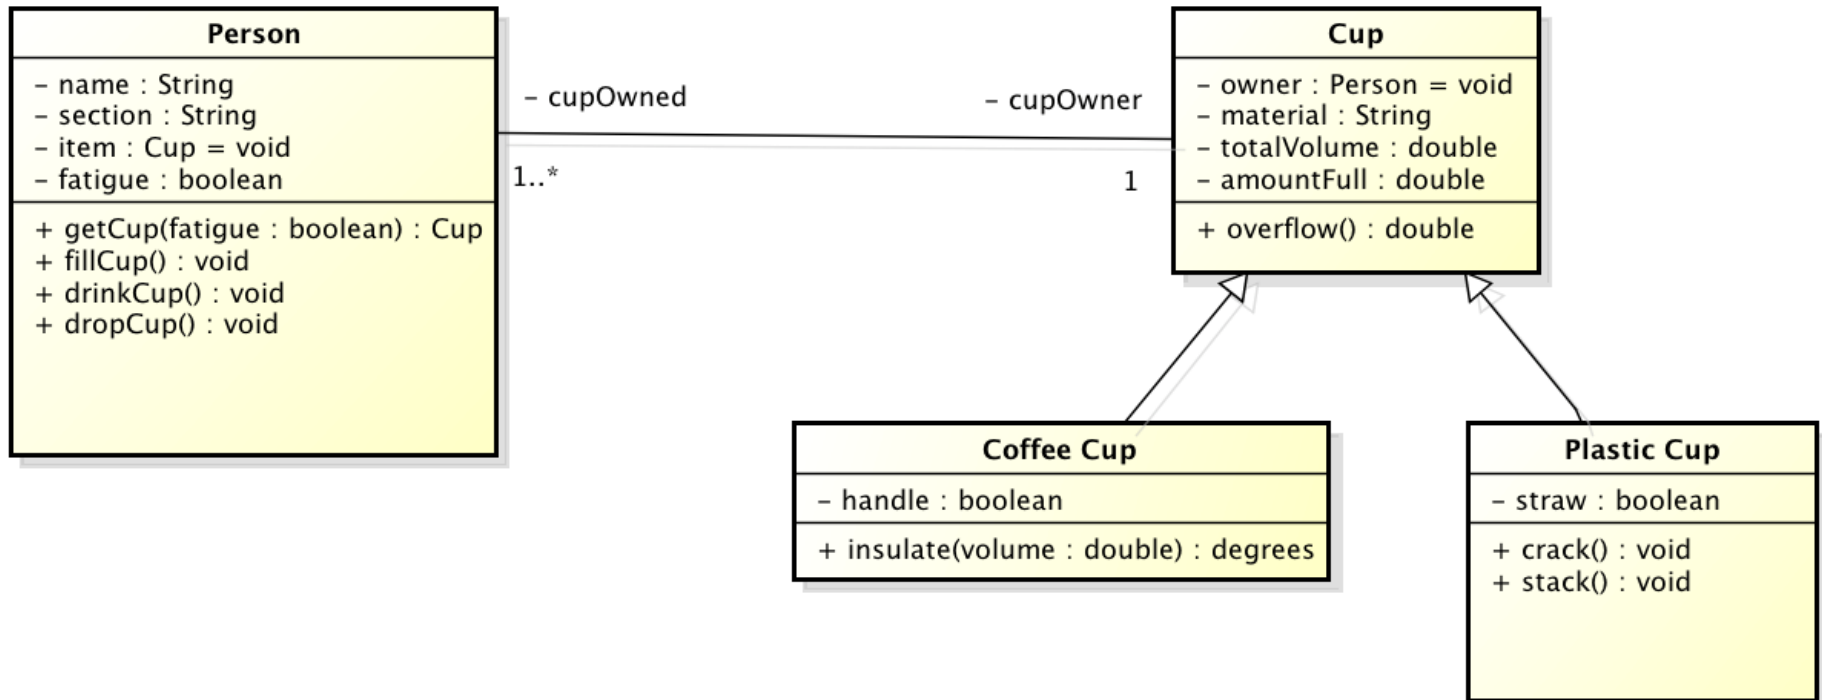 Person
– name : String
– section : String
– item : Cup = void
– fatigue : boolean
+ getCup(fatigue : boolean) : Cup
+ fillCup() : void
+ drinkCup() : void
+ dropCup() : void
– cupOwned
1..*
– cupOwner
1
Cup
– owner : Person = void
– material : String
– totalVolume : double
– amountFull : double
+ overflow() : double
Coffee Cup
– handle : boolean
+ insulate(volume : double) : degrees
Plastic Cup
– straw : boolean
+ crack() : void
+ stack() : void